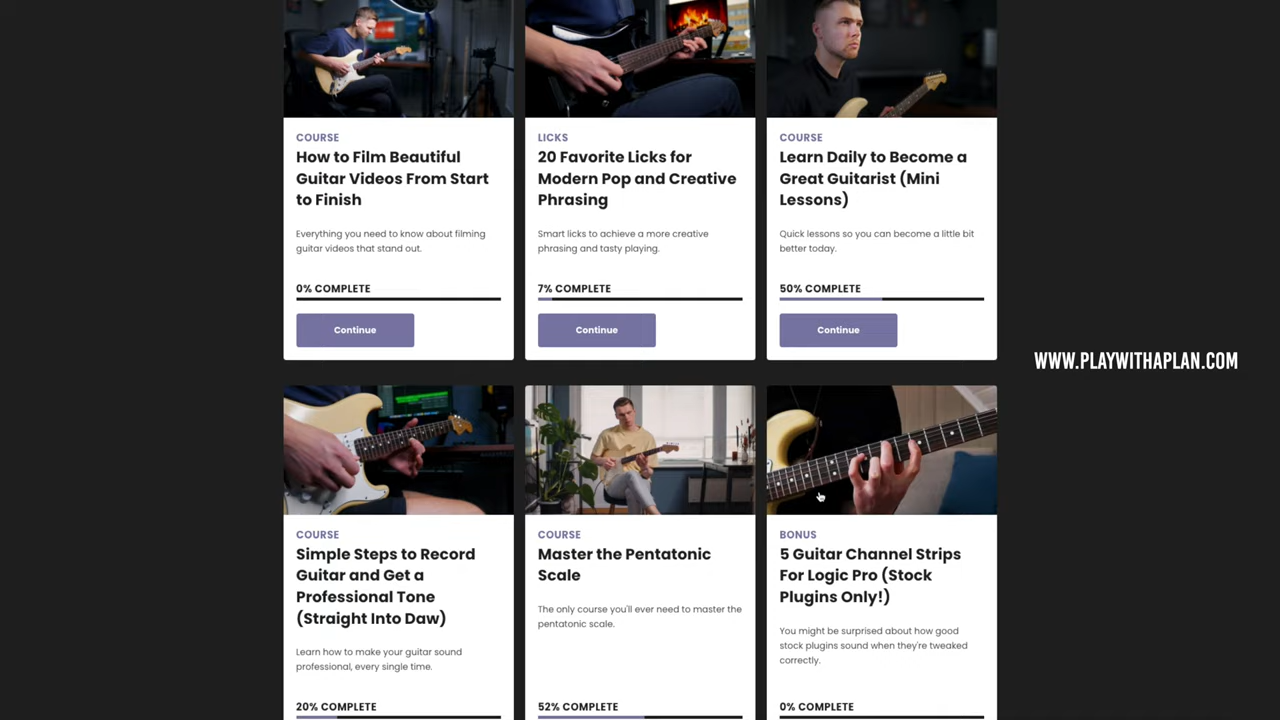 COURSE
How to Film Beautiful
Guitar Videos From Start
to Finish
Everything you need to know about filming
guitar videos that stand out.
0% COMPLETE
Continue
LICKS
20 Favorite Licks for
Modern Pop and Creative
Phrasing
Smart licks to achieve a more creative
phrasing and tasty playing.
7% COMPLETE
Continue
COURSE
Learn Daily to Become a
Great Guitarist (Mini
Lessons)
Quick lessons so you can become a little bit
better today.
50% COMPLETE
Continue
WWW.PLAYWITHAPLAN.COM
COURSE
Simple Steps to Record
Guitar and Get a
Professional Tone
(Straight Into Daw)
Learn how to make your guitar sound
professional, every single time.
20% COMPLETE
COURSE
Master the Pentatonic
Scale
The only course you'll ever need to master the
pentatonic scale.
52% COMPLETE
BONUS
5 Guitar Channel Strips
For Logic Pro (Stock
Plugins Only!)
You might be surprised about how good
stock plugins sound when they're tweaked
correctly.
0% COMPLETE